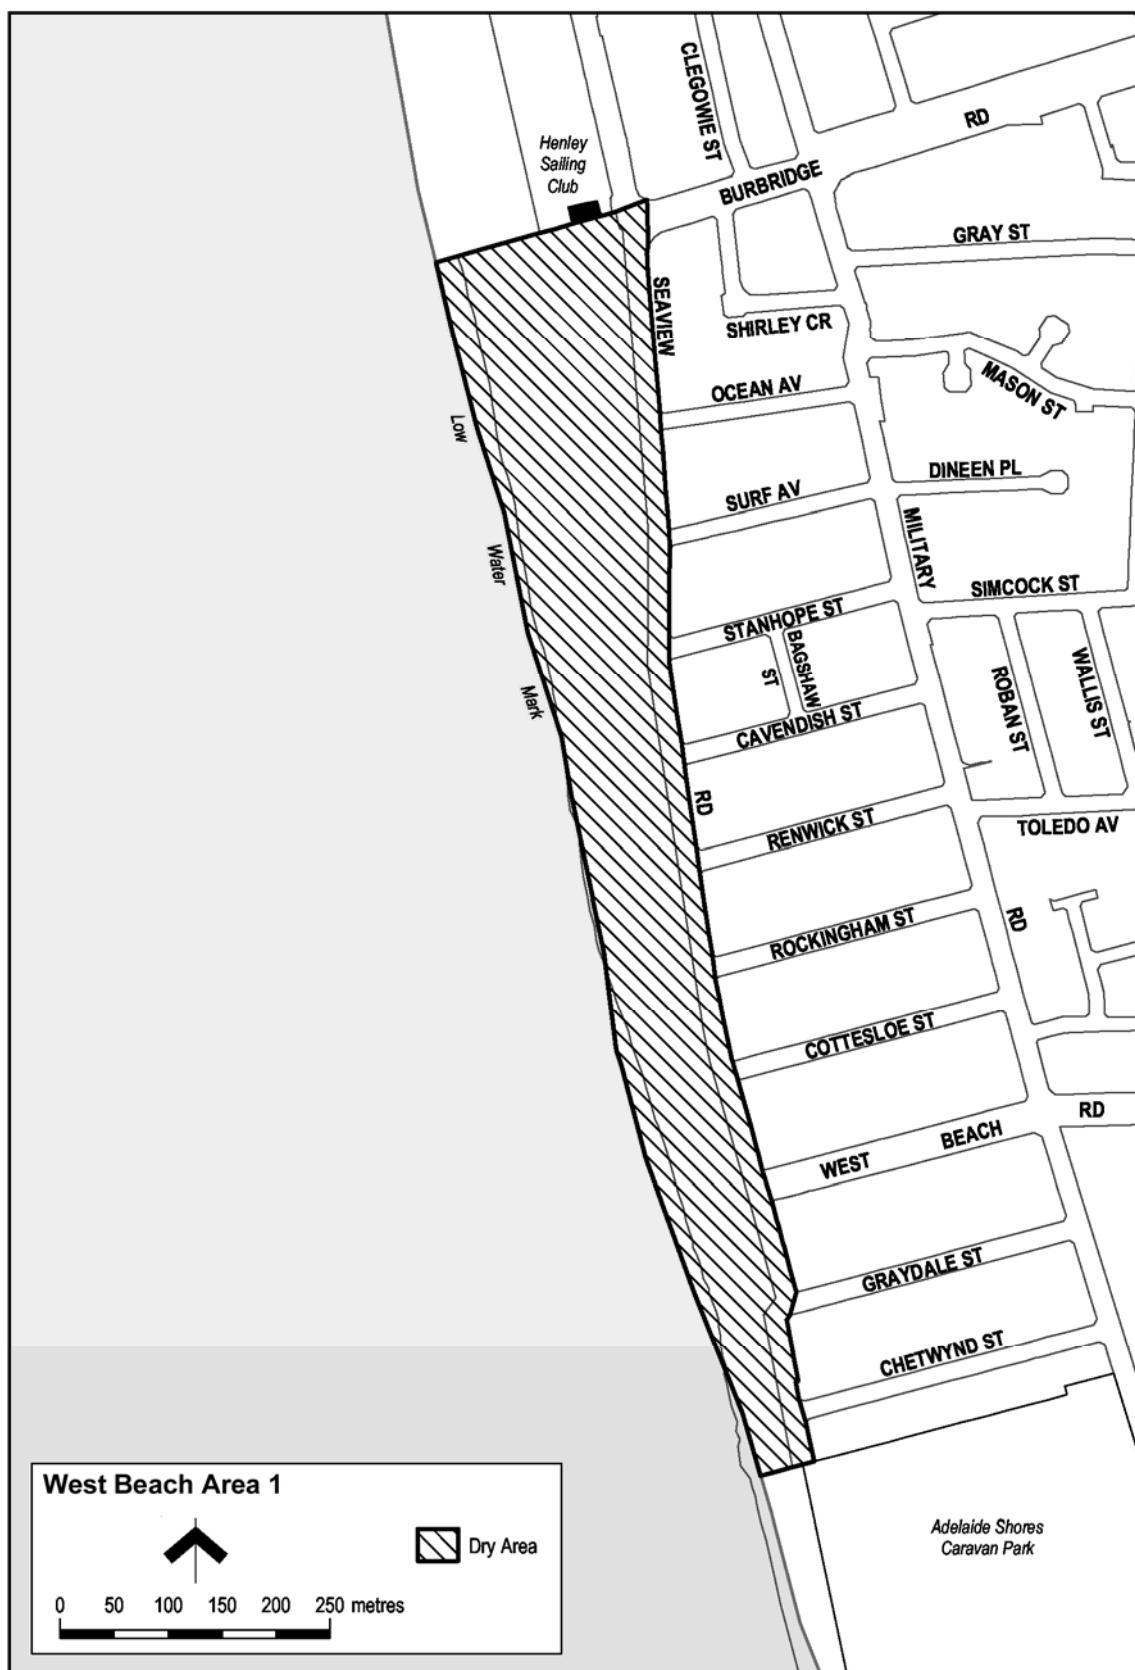 CLEGOWIE ST
RD
Henley
Sailing
Club
BURBRIDGE
GRAY ST
SEAVIEW
SHIRLEY CR
MASON ST
OCEAN AV
Low
DINEEN PL
SURF AV
MILITARY
Water
SIMCOCK ST
STANHOPE ST
BAGSHAW
ST
ROBAN ST
WALLIS ST
Mark
CAVENDISH ST
RD
RENWICK ST
TOLEDO AV
ROCKINGHAM ST
RD
COTTESLOE ST
RD
WEST BEACH
GRAYDALE ST
CHETWYND ST
West Beach Area 1
Dry Area
0 50 100 150 200 250 metres
Adelaide Shores
Caravan Park